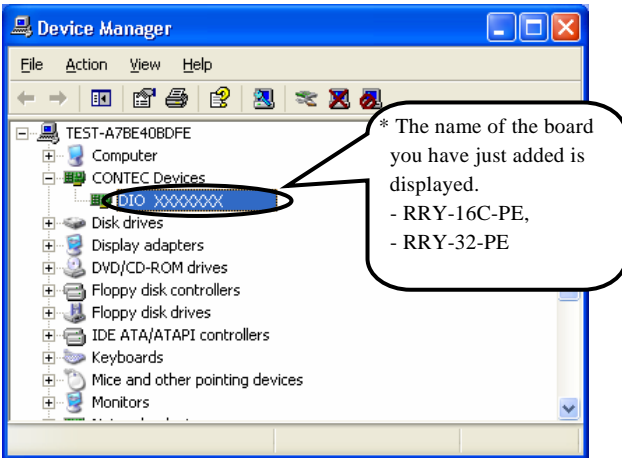 Device Manager
File Action View Help
TEST-A7BE40BDFE
Computer
CONTEC Devices
DIO XXXXXXX
Disk drives
Display adapters
DVD/CD-ROM drives
Floppy disk controllers
Floppy disk drives
IDE ATA/ATAPI controllers
Keyboards
Mice and other pointing devices
Monitors
* The name of the board
you have just added is
displayed.
- RRY-16C-PE,
- RRY-32-PE